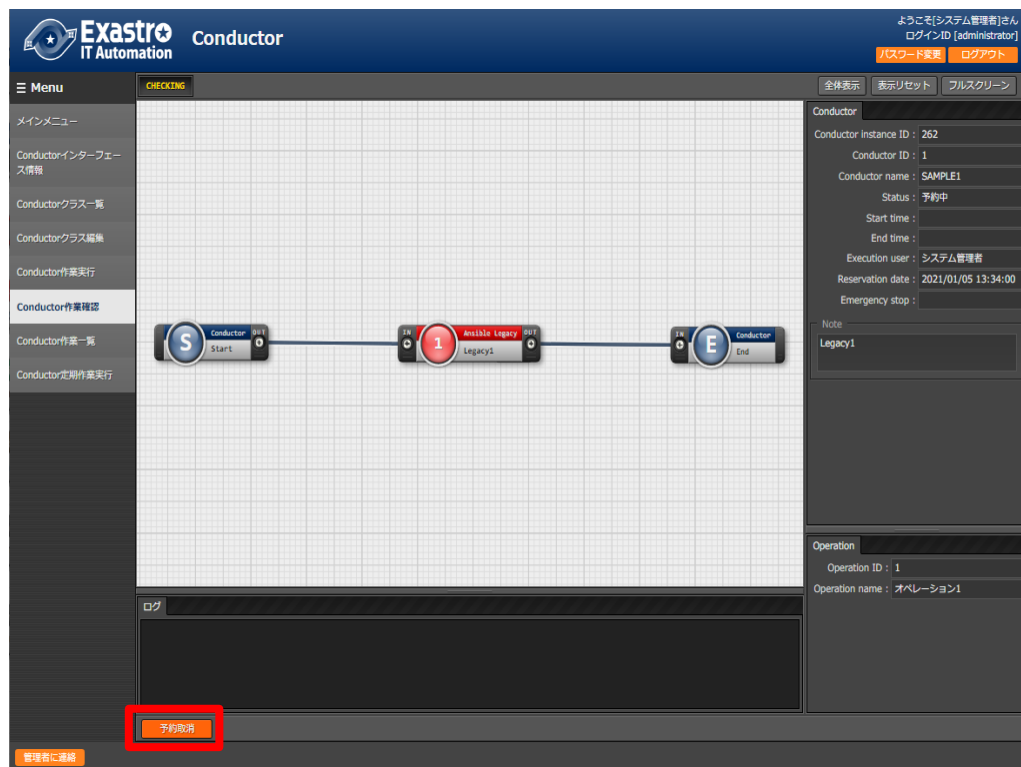 Exastro
IT Automation
Conductor
ようこそ[システム管理者]さん
ログインID [administrator]
パスワード変更
ログアウト
Menu
メインメニュー
Conductorインターフェー
ス情報
Conductorクラス一覧
Conductorクラス編集
Conductor作業実行
Conductor作業確認
Conductor作業一覧
Conductor定期作業実行
CHECKING
全体表示
表示リセット
フルスクリーン
S
Conductor
OUT
Start
IN
1
Ansible Legacy
OUT
Legacy1
IN
E
Conductor
End
Conductor
Conductor instance ID : 262
Conductor ID : 1
Conductor name : SAMPLE1
Status : 予約中
Start time :
End time :
Execution user : システム管理者
Reservation date : 2021/01/05 13:34:00
Emergency stop :
Note
Legacy1
Operation
Operation ID : 1
Operation name : オペレーション1
ログ
予約取消
管理者に連絡